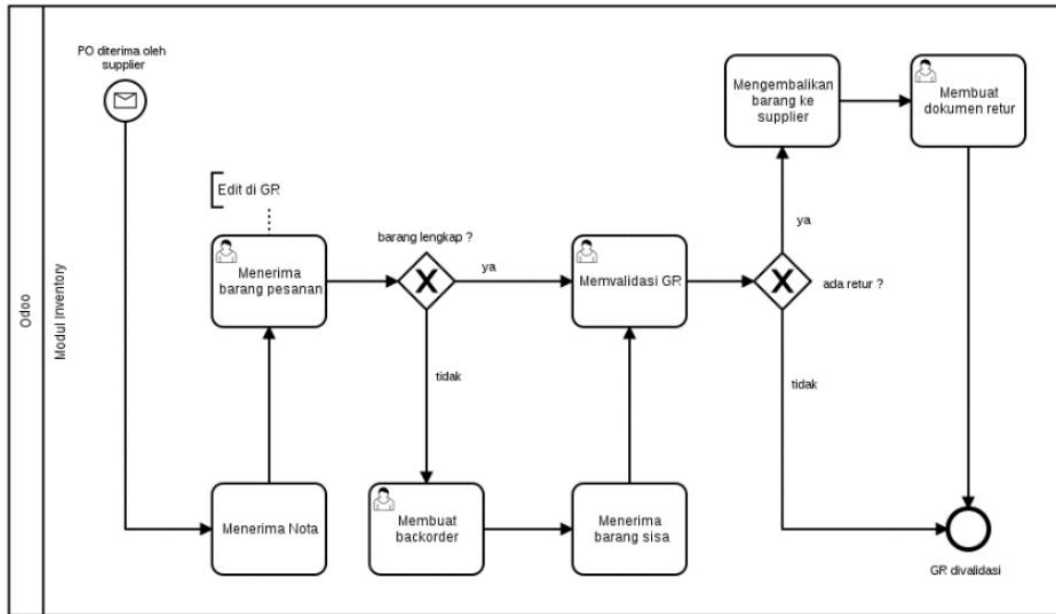 Odoo
Modul Inventory
PO diterima oleh
supplier
Edit di GR
Menerima
barang pesanan
barang lengkap ?
ya
tidak
Menerima Nota
Membuat
backorder
Menerima
barang sisa
Memvalidasi GR
ada retur ?
ya
tidak
Mengembalikan
barang ke
supplier
Membuat
dokumen retur
GR divalidasi